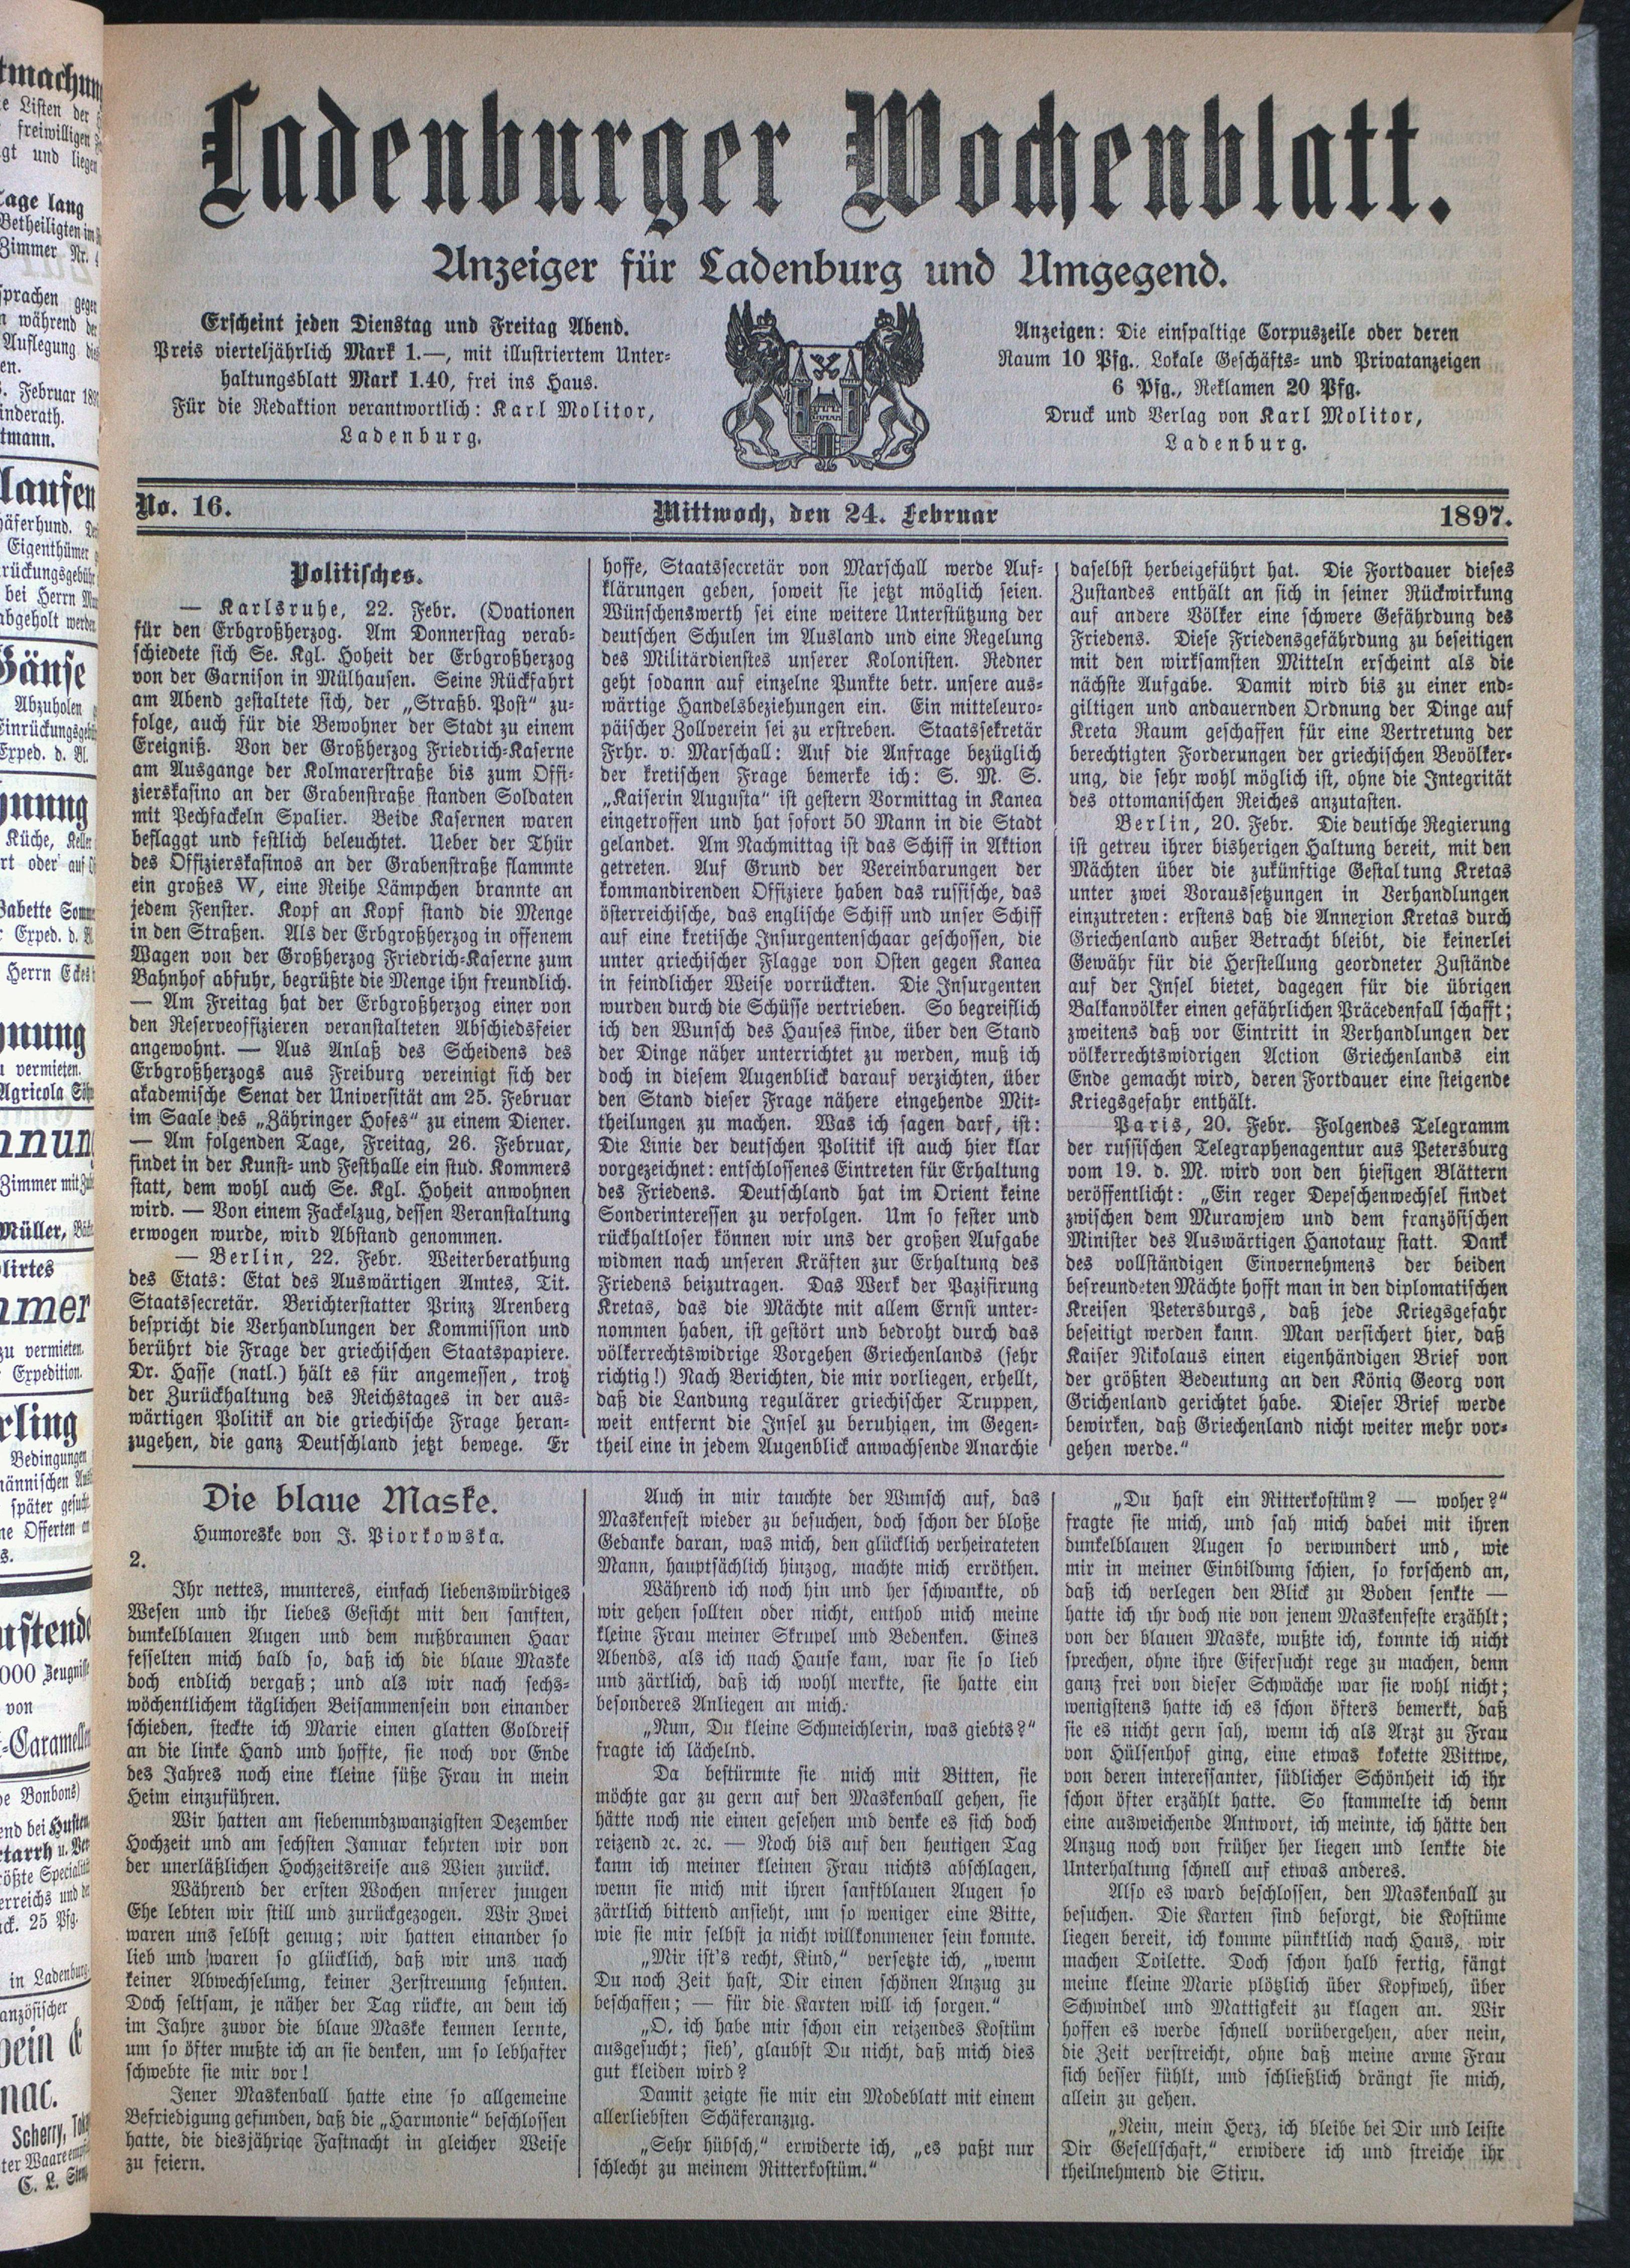 Ladenburger Wochenblatt.
Anzeiger für Ladenburg und Umgegend.
Erscheint jeden Dienstag und Freitag Abend.
Preis vierteljährlich Mark 1.—, mit illustriertem Unter-
haltungsblatt Mark 1.40, frei ins Haus.
Für die Redaktion verantwortlich: Karl Molitor,
Ladenburg.
Anzeigen: Die einspaltige Corpuszeile oder deren
Raum 10 Pfg., Lokale Geschäfts- und Privatanzeigen
6 Pfg., Reklamen 20 Pfg.
Druck und Verlag von Karl Molitor,
Ladenburg.
No. 16.
Mittwoch, den 24. Februar
1897.
Politisches.
— Karlsruhe, 22. Febr. (Ovationen
für den Erbgroßherzog. Am Donnerstag verab-
schiedete sich Se. Kgl. Hoheit der Erbgroßherzog
von der Garnison in Mülhausen. Seine Rückfahrt
am Abend gestaltete sich, der „Straßb. Post“ zu-
folge, auch für die Bewohner der Stadt zu einem
Ereigniß. Von der Großherzog Friedrich-Kaserne
am Ausgange der Kolmarerstraße bis zum Offi-
zierskasino an der Grabenstraße standen Soldaten
mit Pechfackeln Spalier. Beide Kasernen waren
beflaggt und festlich beleuchtet. Ueber der Thür
des Offizierskasinos an der Grabenstraße flammte
ein großes W, eine Reihe Lämpchen brannte an
jedem Fenster. Kopf an Kopf stand die Menge
in den Straßen. Als der Erbgroßherzog in offenem
Wagen von der Großherzog Friedrich-Kaserne zum
Bahnhof abfuhr, begrüßte die Menge ihn freundlich.
— Am Freitag hat der Erbgroßherzog einer von
den Reserveoffizieren veranstalteten Abschiedsfeier
angewohnt. — Aus Anlaß des Scheidens des
Erbgroßherzogs aus Freiburg vereinigt sich der
akademische Senat der Universität am 25. Februar
im Saale des „Zähringer Hofes“ zu einem Diener.
— Am folgenden Tage, Freitag, 26. Februar,
findet in der Kunst- und Festhalle ein stud. Kommers
statt, dem wohl auch Se. Kgl. Hoheit anwohnen
wird. — Von einem Fackelzug, dessen Veranstaltung
erwogen wurde, wird Abstand genommen.
— Berlin, 22. Febr. Weiterberathung
des Etats: Etat des Auswärtigen Amtes, Tit.
Staatssecretär. Berichterstatter Prinz Arenberg
bespricht die Verhandlungen der Kommission und
berührt die Frage der griechischen Staatspapiere.
Dr. Hasse (natl.) hält es für angemessen, trotz
der Zurückhaltung des Reichstages in der aus-
wärtigen Politik an die griechische Frage heran-
zugehen, die ganz Deutschland jetzt bewege. Er
hoffe, Staatssecretär von Marschall werde Auf-
klärungen geben, soweit sie jetzt möglich seien.
Wünschenswerth sei eine weitere Unterstützung der
deutschen Schulen im Ausland und eine Regelung
des Militärdienstes unserer Kolonisten. Redner
geht sodann auf einzelne Punkte betr. unsere aus-
wärtige Handelsbeziehungen ein. Ein mitteleuro-
päischer Zollverein sei zu erstreben. Staatssekretär
Frhr. v. Marschall: Auf die Anfrage bezüglich
der kretischen Frage bemerke ich: S. M. S.
„Kaiserin Augusta“ ist gestern Vormittag in Kanea
eingetroffen und hat sofort 50 Mann in die Stadt
gelandet. Am Nachmittag ist das Schiff in Aktion
getreten. Auf Grund der Vereinbarungen der
kommandirenden Offiziere haben das russische, das
österreichische, das englische Schiff und unser Schiff
auf eine kretische Insurgentenschaar geschossen, die
unter griechischer Flagge von Osten gegen Kanea
in feindlicher Weise vorrückten. Die Insurgenten
wurden durch die Schüsse vertrieben. So begreiflich
ich den Wunsch des Hauses finde, über den Stand
der Dinge näher unterrichtet zu werden, muß ich
doch in diesem Augenblick darauf verzichten, über
den Stand dieser Frage nähere eingehende Mit-
theilungen zu machen. Was ich sagen darf, ist:
Die Linie der deutschen Politik ist auch hier klar
vorgezeichnet: entschlossenes Eintreten für Erhaltung
des Friedens. Deutschland hat im Orient keine
Sonderinteressen zu verfolgen. Um so fester und
rückhaltloser können wir uns der großen Aufgabe
widmen nach unseren Kräften zur Erhaltung des
Friedens beizutragen. Das Werk der Pazifirung
Kretas, das die Mächte mit allem Ernst unter-
nommen haben, ist gestört und bedroht durch das
völkerrechtswidrige Vorgehen Griechenlands (sehr
richtig!) Nach Berichten, die mir vorliegen, erhellt,
daß die Landung regulärer griechischer Truppen,
weit entfernt die Insel zu beruhigen, im Gegen-
theil eine in jedem Augenblick anwachsende Anarchie
daselbst herbeigeführt hat. Die Fortdauer dieses
Zustandes enthält an sich in seiner Rückwirkung
auf andere Völker eine schwere Gefährdung des
Friedens. Diese Friedensgefährdung zu beseitigen
mit den wirksamsten Mitteln erscheint als die
nächste Aufgabe. Damit wird bis zu einer end-
giltigen und andauernden Ordnung der Dinge auf
Kreta Raum geschaffen für eine Vertretung der
berechtigten Forderungen der griechischen Bevölker-
ung, die sehr wohl möglich ist, ohne die Integrität
des ottomanischen Reiches anzutasten.
Berlin, 20. Febr. Die deutsche Regierung
ist getreu ihrer bisherigen Haltung bereit, mit den
Mächten über die zukünftige Gestaltung Kretas
unter zwei Voraussetzungen in Verhandlungen
einzutreten: erstens daß die Annexion Kretas durch
Griechenland außer Betracht bleibt, die keinerlei
Gewähr für die Herstellung geordneter Zustände
auf der Insel bietet, dagegen für die übrigen
Balkanvölker einen gefährlichen Präcedenfall schafft;
zweitens daß vor Eintritt in Verhandlungen der
völkerrechtswidrigen Action Griechenlands ein
Ende gemacht wird, deren Fortdauer eine steigende
Kriegsgefahr enthält.
Paris, 20. Febr. Folgendes Telegramm
der russischen Telegraphenagentur aus Petersburg
vom 19. d. M. wird von den hiesigen Blättern
veröffentlicht: „Ein reger Depeschenwechsel findet
zwischen dem Murawjew und dem französischen
Minister des Auswärtigen Hanotaux statt. Dank
des vollständigen Einvernehmens der beiden
befreundeten Mächte hofft man in den diplomatischen
Kreisen Petersburgs, daß jede Kriegsgefahr
beseitigt werden kann. Man versichert hier, daß
Kaiser Nikolaus einen eigenhändigen Brief von
der größten Bedeutung an den König Georg von
Grichenland gerichtet habe. Dieser Brief werde
bewirken, daß Griechenland nicht weiter mehr vor-
gehen werde.“
Die blaue Maske.
Humoreske von J. Piorkowska.
2.
Ihr nettes, munteres, einfach liebenswürdiges
Wesen und ihr liebes Gesicht mit den sanften,
dunkelblauen Augen und dem nußbraunen Haar
fesselten mich bald so, daß ich die blaue Maske
doch endlich vergaß; und als wir nach sechs-
wöchentlichem täglichen Beisammensein von einander
schieden, steckte ich Marie einen glatten Goldreif
an die linke Hand und hoffte, sie noch vor Ende
des Jahres noch eine kleine süße Frau in mein
Heim einzuführen.
Wir hatten am siebenundzwanzigsten Dezember
Hochzeit und am sechsten Januar kehrten wir von
der unerläßlichen Hochzeitsreise aus Wien zurück.
Während der ersten Wochen unserer jungen
Ehe lebten wir still und zurückgezogen. Wir Zwei
waren uns selbst genug; wir hatten einander so
lieb und waren so glücklich, daß wir uns nach
keiner Abwechselung, keiner Zerstreuung sehnten.
Doch seltsam, je näher der Tag rückte, an dem ich
im Jahre zuvor die blaue Maske kennen lernte,
um so öfter mußte ich an sie denken, um so lebhafter
schwebte sie mir vor!
Jener Maskenball hatte eine so allgemeine
Befriedigung gefunden, daß die „Harmonie“ beschlossen
hatte, die diesjährige Fastnacht in gleicher Weise
zu feiern.
Auch in mir tauchte der Wunsch auf, das
Maskenfest wieder zu besuchen, doch schon der bloße
Gedanke daran, was mich, den glücklich verheirateten
Mann, hauptsächlich hinzog, machte mich erröthen.
Während ich noch hin und her schwankte, ob
wir gehen sollten oder nicht, enthob mich meine
kleine Frau meiner Skrupel und Bedenken. Eines
Abends, als ich nach Hause kam, war sie so lieb
und zärtlich, daß ich wohl merkte, sie hatte ein
besonderes Anliegen an mich.
„Nun, Du kleine Schmeichlerin, was giebts?“
fragte ich lächelnd.
Da bestürmte sie mich mit Bitten, sie
möchte gar zu gern auf den Maskenball gehen, sie
hätte noch nie einen gesehen und denke es sich doch
reizend ꝛc. ꝛc. — Noch bis auf den heutigen Tag
kann ich meiner kleinen Frau nichts abschlagen,
wenn sie mich mit ihren sanftblauen Augen so
zärtlich bittend ansieht, um so weniger eine Bitte,
wie sie mir selbst ja nicht willkommener sein konnte.
„Mir ist's recht, Kind,“ versetzte ich, „wenn
Du noch Zeit hast, Dir einen schönen Anzug zu
beschaffen; — für die Karten will ich sorgen.“
„O, ich habe mir schon ein reizendes Kostüm
ausgesucht; sieh', glaubst Du nicht, daß mich dies
gut kleiden wird?
Damit zeigte sie mir ein Modeblatt mit einem
allerliebsten Schäferanzug.
„Sehr hübsch,“ erwiderte ich, „es paßt nur
schlecht zu meinem Ritterkostüm.“
„Du hast ein Ritterkostüm? — woher?“
fragte sie mich, und sah mich dabei mit ihren
dunkelblauen Augen so verwundert und, wie
mir in meiner Einbildung schien, so forschend an,
daß ich verlegen den Blick zu Boden senkte —
hatte ich ihr doch nie von jenem Maskenfeste erzählt;
von der blauen Maske, wußte ich, konnte ich nicht
sprechen, ohne ihre Eifersucht rege zu machen, denn
ganz frei von dieser Schwäche war sie wohl nicht;
wenigstens hatte ich es schon öfters bemerkt, daß
sie es nicht gern sah, wenn ich als Arzt zu Frau
von Hülsenhof ging, eine etwas kokette Wittwe,
von deren interessanter, südlicher Schönheit ich ihr
schon öfter erzählt hatte. So stammelte ich denn
eine ausweichende Antwort, ich meinte, ich hätte den
Anzug noch von früher her liegen und lenkte die
Unterhaltung schnell auf etwas anderes.
Also es ward beschlossen, den Maskenball zu
besuchen. Die Karten sind besorgt, die Kostüme
liegen bereit, ich komme pünktlich nach Haus, wir
machen Toilette. Doch schon halb fertig, fängt
meine kleine Marie plötzlich über Kopfweh, über
Schwindel und Mattigkeit zu klagen an. Wir
hoffen es werde schnell vorübergehen, aber nein,
die Zeit verstreicht, ohne daß meine arme Frau
sich besser fühlt, und schließlich drängt sie mich,
allein zu gehen.
„Nein, mein Herz, ich bleibe bei Dir und leiste
Dir Gesellschaft,“ erwidere ich und streiche ihr
theilnehmend die Stirn.